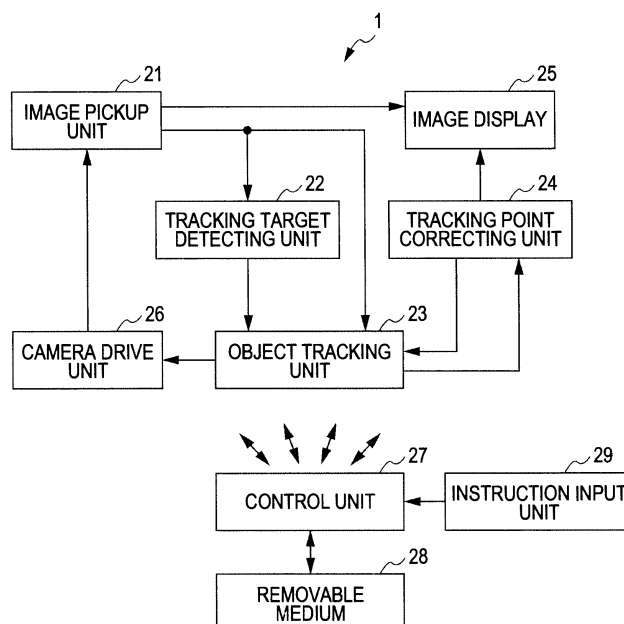 1
21
IMAGE PICKUP
UNIT
25
IMAGE DISPLAY
22
TRACKING TARGET
DETECTING UNIT
24
TRACKING POINT
CORRECTING UNIT
26
CAMERA DRIVE
UNIT
23
OBJECT TRACKING
UNIT
27
CONTROL UNIT
29
INSTRUCTION INPUT
UNIT
28
REMOVABLE
MEDIUM